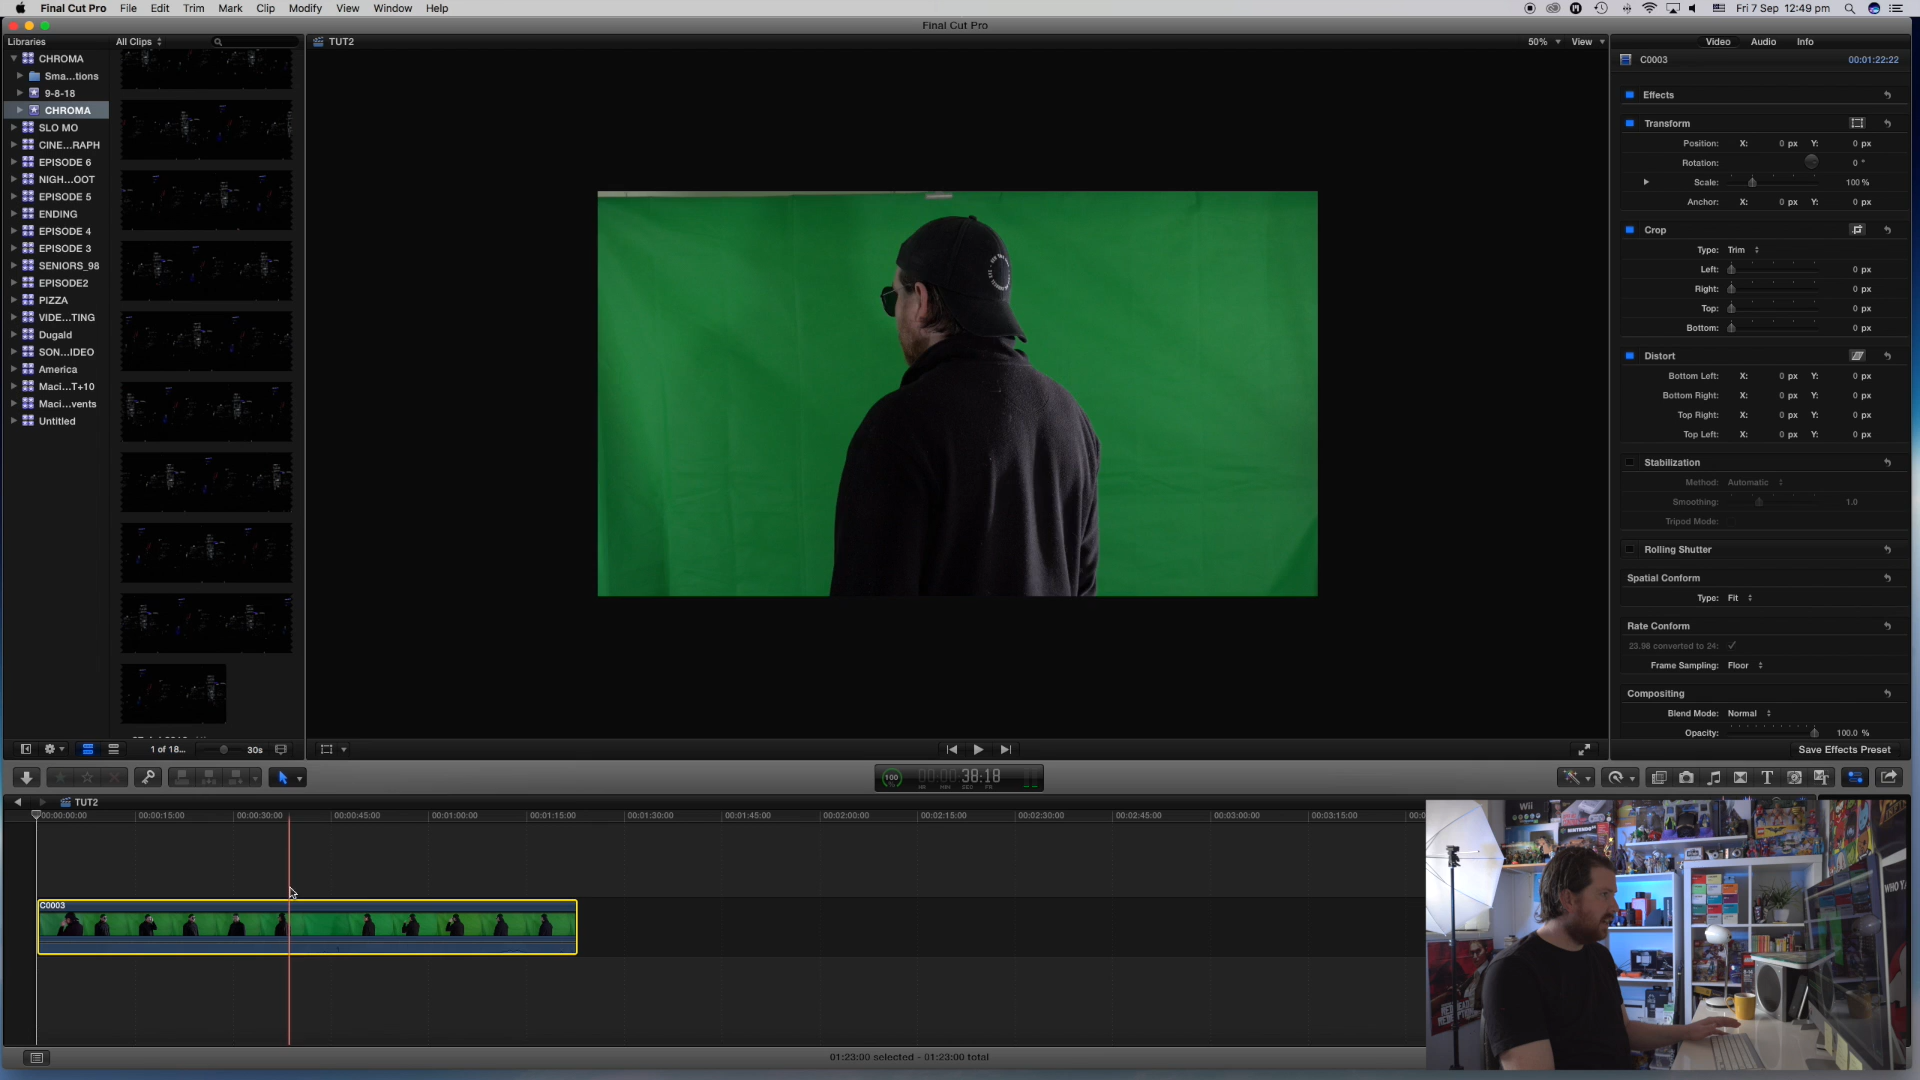 Final Cut Pro File Edit Trim Mark Clip Modify View Window Help
Fri 7 Sep 12:49 pm
Final Cut Pro
Libraries
All Clips
TUT2
50%
View
Video Audio Info
CHROMA
Sma...tions
9-8-18
CHROMA
SLO MO
CINE...RAPH
EPISODE 6
NIGH...OOT
EPISODE 5
ENDING
EPISODE 4
EPISODE 3
SENIORS_98
EPISODE2
PIZZA
VIDE...TING
Dugald
SON...IDEO
America
Maci...T+10
Maci...vents
Untitled
C0003
00:01:22:22
Effects
Transform
Position: X: 0 px Y: 0 px
Rotation: 0 °
Scale: 100 %
Anchor: X: 0 px Y: 0 px
Crop
Type: Trim
Left: 0 px
Right: 0 px
Top: 0 px
Bottom: 0 px
Distort
Bottom Left: X: 0 px Y: 0 px
Bottom Right: X: 0 px Y: 0 px
Top Right: X: 0 px Y: 0 px
Top Left: X: 0 px Y: 0 px
Stabilization
Method: Automatic
Smoothing: 1.0
Tripod Mode:
Rolling Shutter
Spatial Conform
Type: Fit
Rate Conform
23.98 converted to 24:
Frame Sampling: Floor
Compositing
Blend Mode: Normal
Opacity: 100.0 %
Save Effects Preset
1 of 18...
30s
100
00:00:38:18
HR MIN SEC FR
TUT2
00:00:00:00 00:00:15:00 00:00:30:00 00:00:45:00 00:01:00:00 00:01:15:00 00:01:30:00 00:01:45:00 00:02:00:00 00:02:15:00 00:02:30:00 00:02:45:00 00:03:00:00 00:03:15:00
C0003
01:23:00 selected - 01:23:00 total
Wii
NINTENDO
WHO
RED DEAD
REDEMPTION